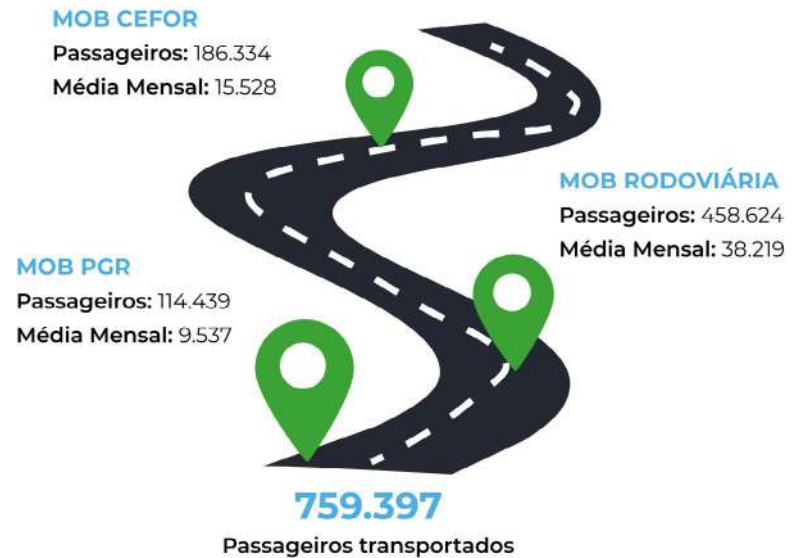 MOB CEFOR
Passageiros: 186.334
Média Mensal: 15.528
MOB RODOVIÁRIA
Passageiros: 458.624
Média Mensal: 38.219
MOB PGR
Passageiros: 114.439
Média Mensal: 9.537
759.397
Passageiros transportados